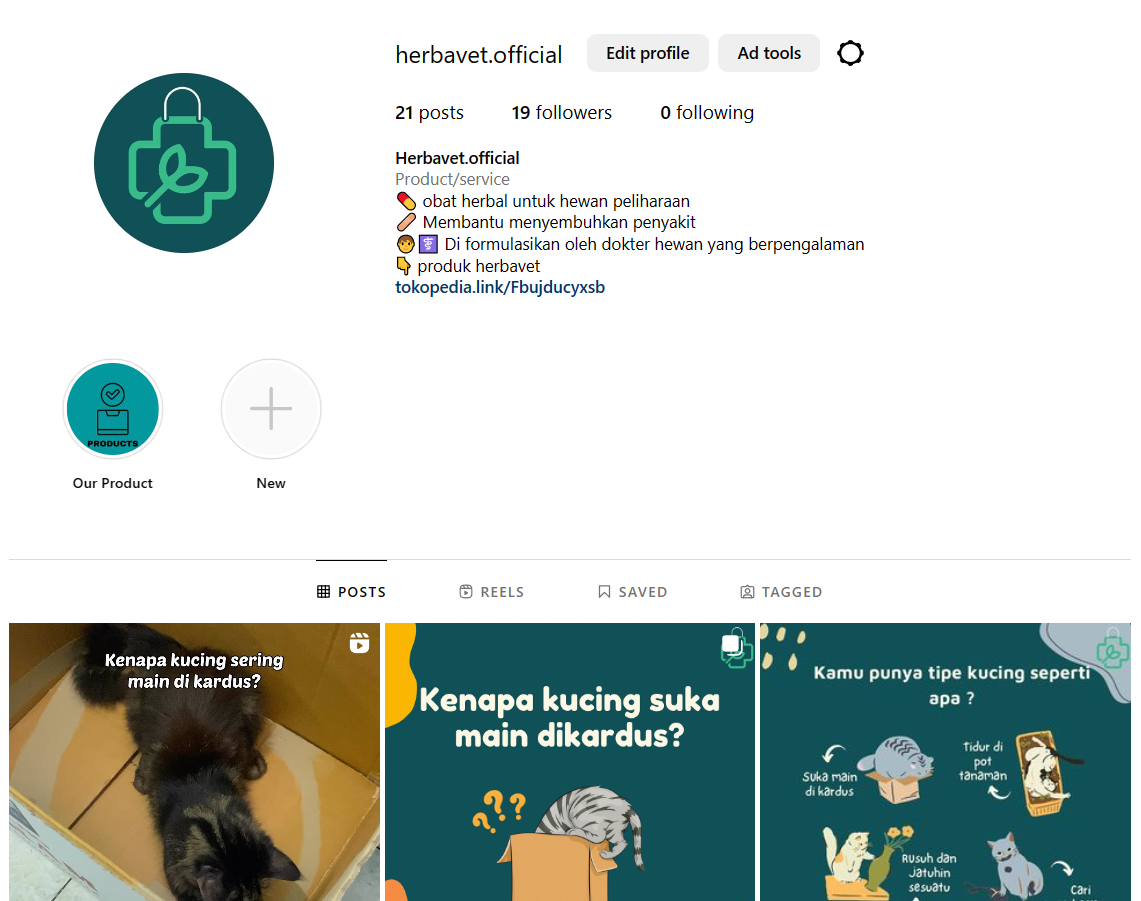 herbavet.official
Edit profile
Ad tools
21 posts
19 followers
0 following
Herbavet.official
Product/service
obat herbal untuk hewan peliharaan
Membantu menyembuhkan penyakit
Di formulasikan oleh dokter hewan yang berpengalaman
produk herbavet
tokopedia.link/Fbujducyxsb
PRODUCTS
Our Product
New
POSTS
REELS
SAVED
TAGGED
Kenapa kucing sering
main di kardus?
Kenapa kucing suka
main dikardus?
???
Kamu punya tipe kucing seperti
apa ?
Suka main
di kardus
Tidur di
pot
tanaman
Rusuh dan
Jatuhin
sesuatu
Cari